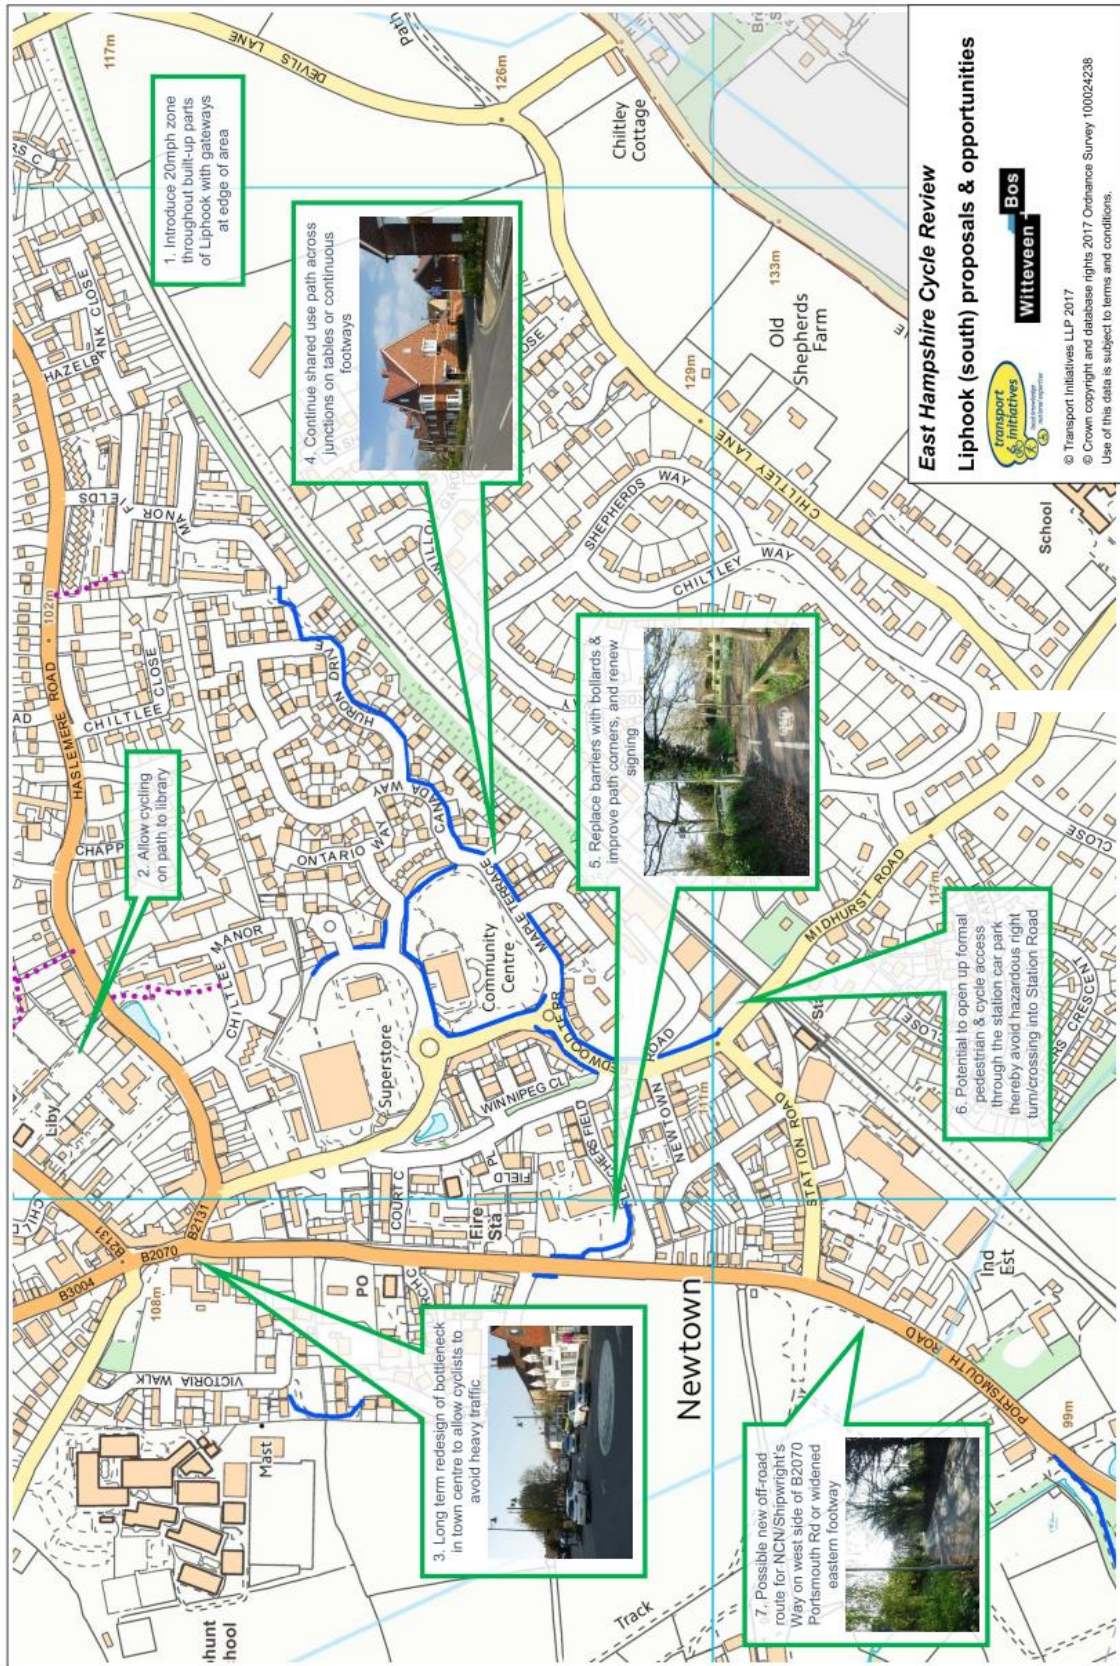 East Hampshire Cycle Review
Liphook (south) proposals & opportunities
transport
initiatives
Witteveen
Bos
© Transport Initiatives LLP 2017
© Crown copyright and database rights 2017 Ordnance Survey 100024238
Use of this data is subject to terms and conditions.
1. Introduce 20mph zone
throughout built-up parts
of Liphook with gateways
at edge of area
2. Allow cycling
on path to library
3. Long term redesign of bottleneck
in town centre to allow cyclists to
avoid heavy traffic
4. Continue shared use path across
junctions on tables or continuous
footways
5. Replace barriers with bollards &
improve path corners, and renew
signing
6. Potential to open up formal
pedestrian & cycle access
through the station car park
thereby avoid hazardous right
turn/crossing into Station Road
7. Possible new off-road
route for NCN/Shipwright's
Way on west side of B2070
Portsmouth Rd or widened
eastern footway
117m
DEVILS LANE
Path
126m
Chiltley
Cottage
133m
Old
Shepherds
Farm
129m
CHILTLEY LANE
SHEPHERDS WAY
CHILTLEY WAY
School
HAZELBANK CLOSE
MANOR FIELDS
102m
HASLEMERE ROAD
CHILTLEE CLOSE
CHILTLEE MANOR
HURON DRIVE
CANADA WAY
ONTARIO WAY
MAPLE TERRACE
Community
Centre
Superstore
WINNIPEG CL
NEWTOWN
ROAD
111m
STATION ROAD
MIDHURST ROAD
117m
CLOSE
CLOSE
CRESCENT
Liby
B2131
B2131
B2070
B3004
108m
COURT C
FIELD
Fire
Sta
PO
VICTORIA WALK
Mast
Newtown
Ind
Est
PORTSMOUTH ROAD
99m
Track